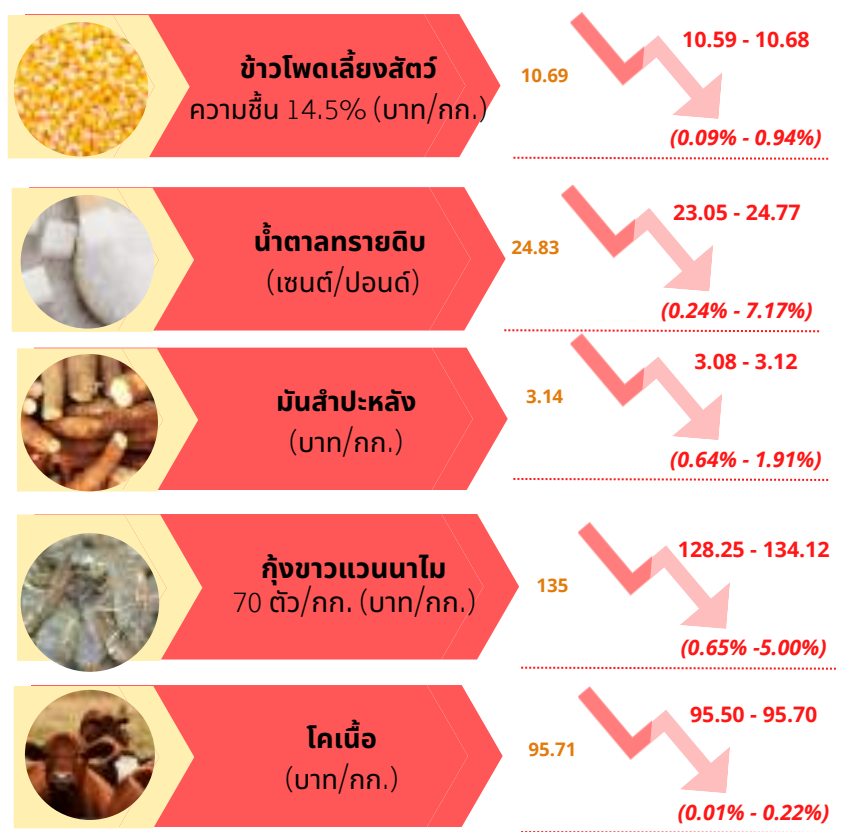 ข้าวโพดเลี้ยงสัตว์
ความชื้น 14.5% (บาท/กก.)
10.69
10.59 - 10.68
(0.09% - 0.94%)
น้ำตาลทรายดิบ
(เซนต์/ปอนด์)
24.83
23.05 - 24.77
(0.24% - 7.17%)
มันสำปะหลัง
(บาท/กก.)
3.14
3.08 - 3.12
(0.64% - 1.91%)
กุ้งขาวแวนนาไม
70 ตัว/กก. (บาท/กก.)
135
128.25 - 134.12
(0.65% -5.00%)
โคเนื้อ
(บาท/กก.)
95.71
95.50 - 95.70
(0.01% - 0.22%)